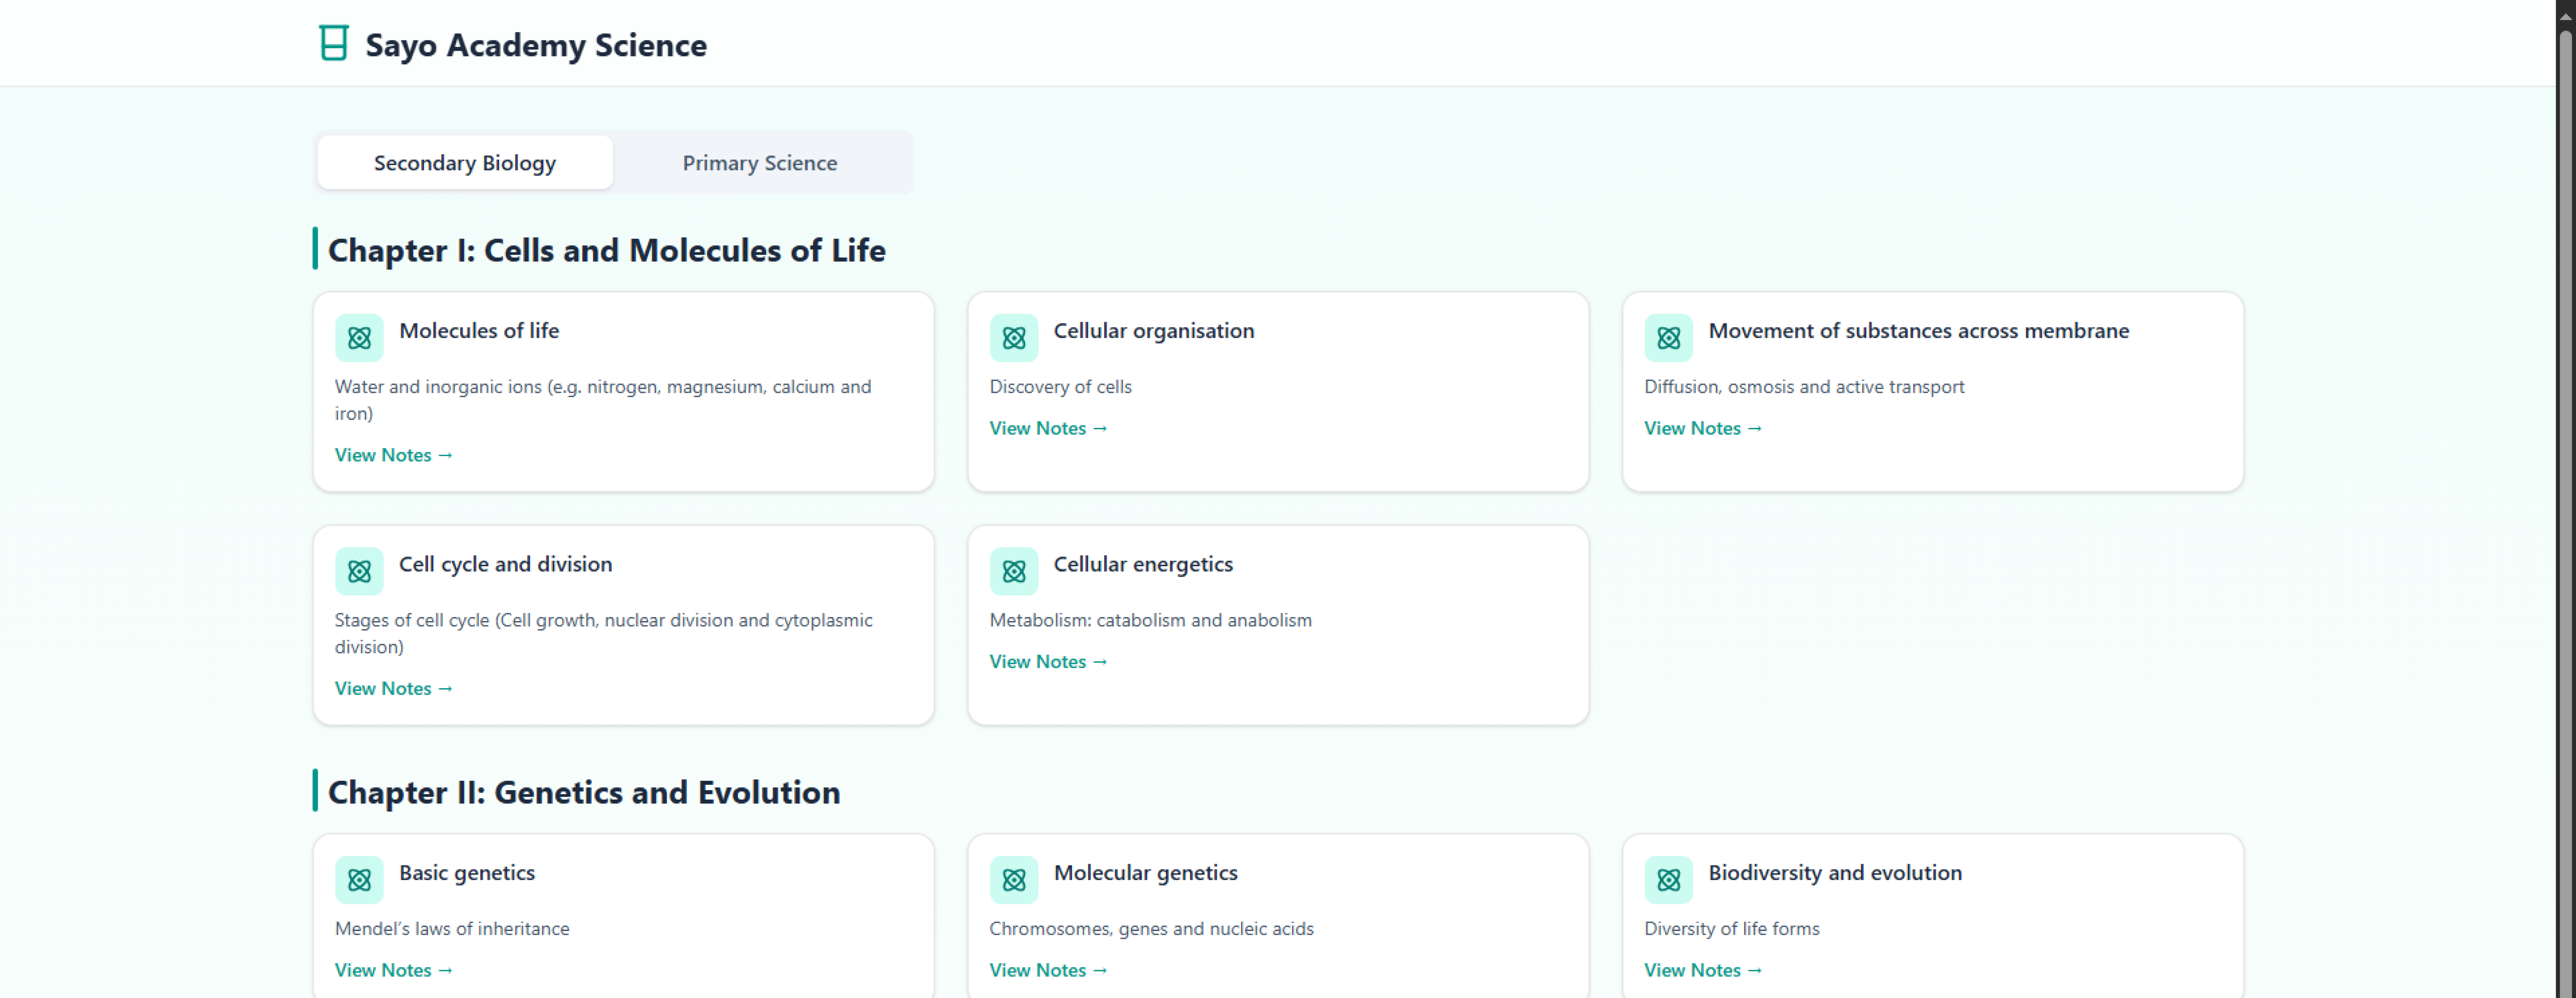 Sayo Academy Science
Secondary Biology
Primary Science
Chapter I: Cells and Molecules of Life
Molecules of life
Water and inorganic ions (e.g. nitrogen, magnesium, calcium and
iron)
View Notes →
Cellular organisation
Discovery of cells
View Notes →
Movement of substances across membrane
Diffusion, osmosis and active transport
View Notes →
Cell cycle and division
Stages of cell cycle (Cell growth, nuclear division and cytoplasmic
division)
View Notes →
Cellular energetics
Metabolism: catabolism and anabolism
View Notes →
Chapter II: Genetics and Evolution
Basic genetics
Mendel’s laws of inheritance
View Notes →
Molecular genetics
Chromosomes, genes and nucleic acids
View Notes →
Biodiversity and evolution
Diversity of life forms
View Notes →